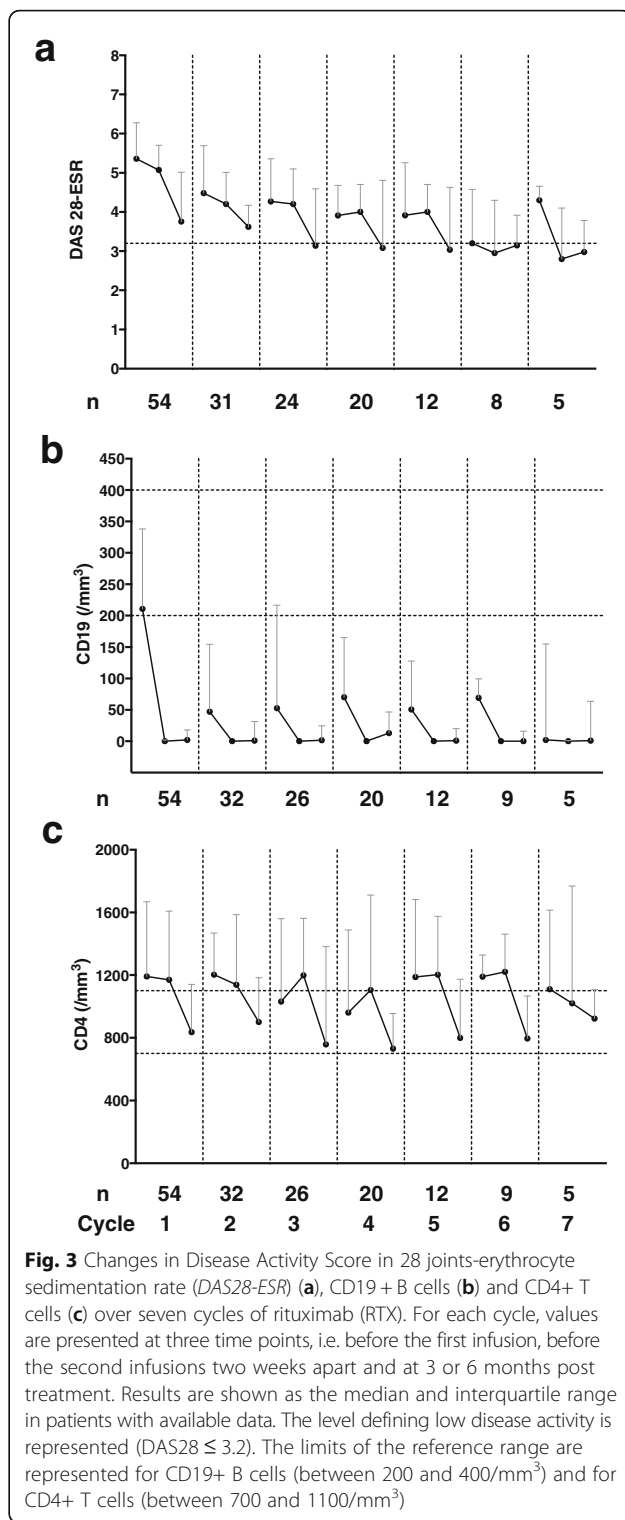 a
8
7
6
5
4
3
2
1
0
DAS 28-ESR
n 54 31 24 20 12 8 5
b
450
400
350
300
250
200
150
100
50
0
CD19 (/mm³)
n 54 32 26 20 12 9 5
c
2000
1600
1200
800
400
0
CD4 (/mm³)
n 54 32 26 20 12 9 5
Cycle 1 2 3 4 5 6 7
Fig. 3 Changes in Disease Activity Score in 28 joints-erythrocyte
sedimentation rate (DAS28-ESR) (a), CD19 + B cells (b) and CD4+ T
cells (c) over seven cycles of rituximab (RTX). For each cycle, values
are presented at three time points, i.e. before the first infusion, before
the second infusions two weeks apart and at 3 or 6 months post
treatment. Results are shown as the median and interquartile range
in patients with available data. The level defining low disease activity is
represented (DAS28 ≤ 3.2). The limits of the reference range are
represented for CD19+ B cells (between 200 and 400/mm³) and for
CD4+ T cells (between 700 and 1100/mm³)